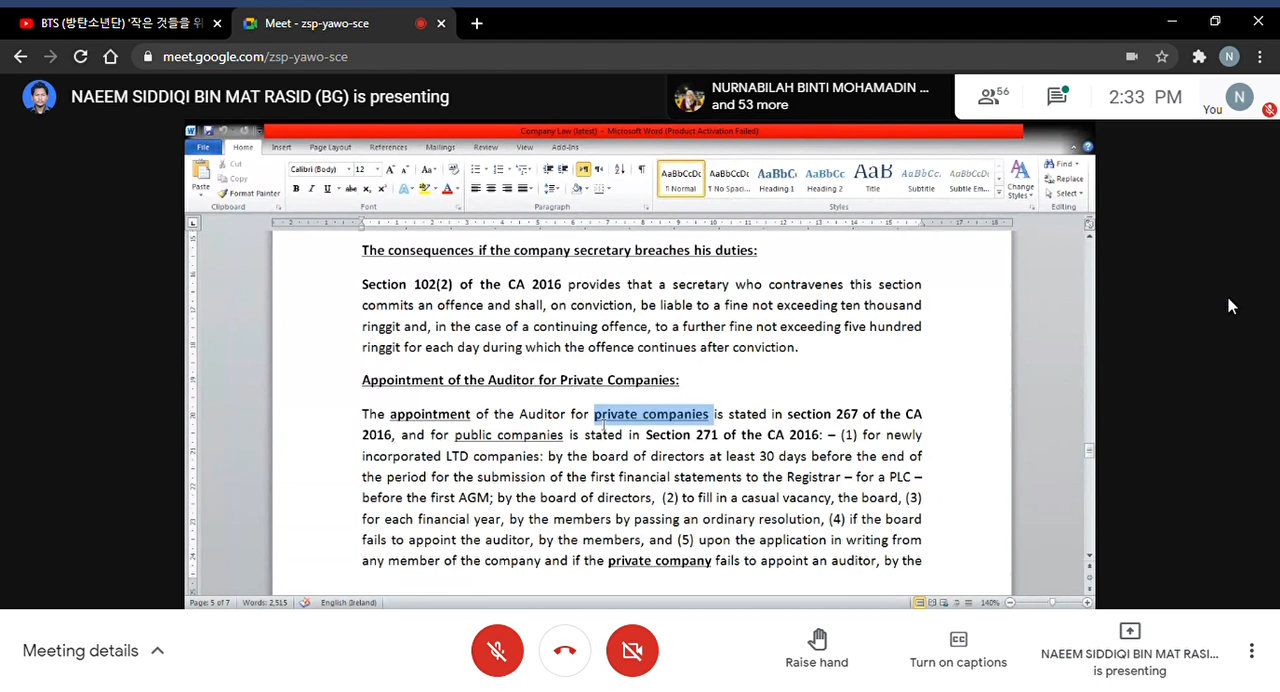 BTS (방탄소년단) '작은 것들을 위
Meet - zsp-yawo-sce
meet.google.com/zsp-yawo-sce
N
NAEEM SIDDIQI BIN MAT RASID (BG) is presenting
NURNABILAH BINTI MOHAMADIN ...
and 53 more
56
2:33 PM
You
N
Company Law (latest) - Microsoft Word (Product Activation Failed)
File Home Insert Page Layout References Mailings Review View Add-Ins
Cut
Copy
Paste
Format Painter
Clipboard
Calibri (Body) 12
Font
Paragraph
AaBbCcDc AaBbCcDc AaBbC AaBbCc AaB AaBbCc. AaBbCcDc
¶ Normal ¶ No Spaci... Heading 1 Heading 2 Title Subtitle Subtle Em...
Change
Styles
Styles
Find
Replace
Select
Editing
The consequences if the company secretary breaches his duties:
Section 102(2) of the CA 2016 provides that a secretary who contravenes this section
commits an offence and shall, on conviction, be liable to a fine not exceeding ten thousand
ringgit and, in the case of a continuing offence, to a further fine not exceeding five hundred
ringgit for each day during which the offence continues after conviction.
Appointment of the Auditor for Private Companies:
The appointment of the Auditor for private companies is stated in section 267 of the CA
2016, and for public companies is stated in Section 271 of the CA 2016: – (1) for newly
incorporated LTD companies: by the board of directors at least 30 days before the end of
the period for the submission of the first financial statements to the Registrar – for a PLC –
before the first AGM; by the board of directors, (2) to fill in a casual vacancy, the board, (3)
for each financial year, by the members by passing an ordinary resolution, (4) if the board
fails to appoint the auditor, by the members, and (5) upon the application in writing from
any member of the company and if the private company fails to appoint an auditor, by the
Page: 5 of 7 Words: 2,515 English (Ireland) 140%
Meeting details
Raise hand
Turn on captions
NAEEM SIDDIQI BIN MAT RASI...
is presenting